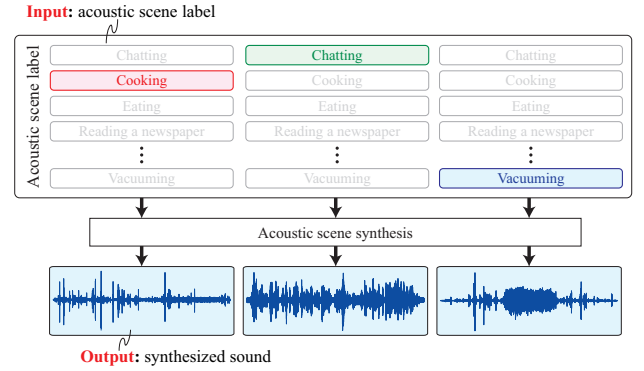 Input: acoustic scene label
Acoustic scene label
Chatting Chatting Chatting
Cooking Cooking Cooking
Eating Eating Eating
Reading a newspaper Reading a newspaper Reading a newspaper
Vacuuming Vacuuming Vacuuming
Acoustic scene synthesis
Output: synthesized sound